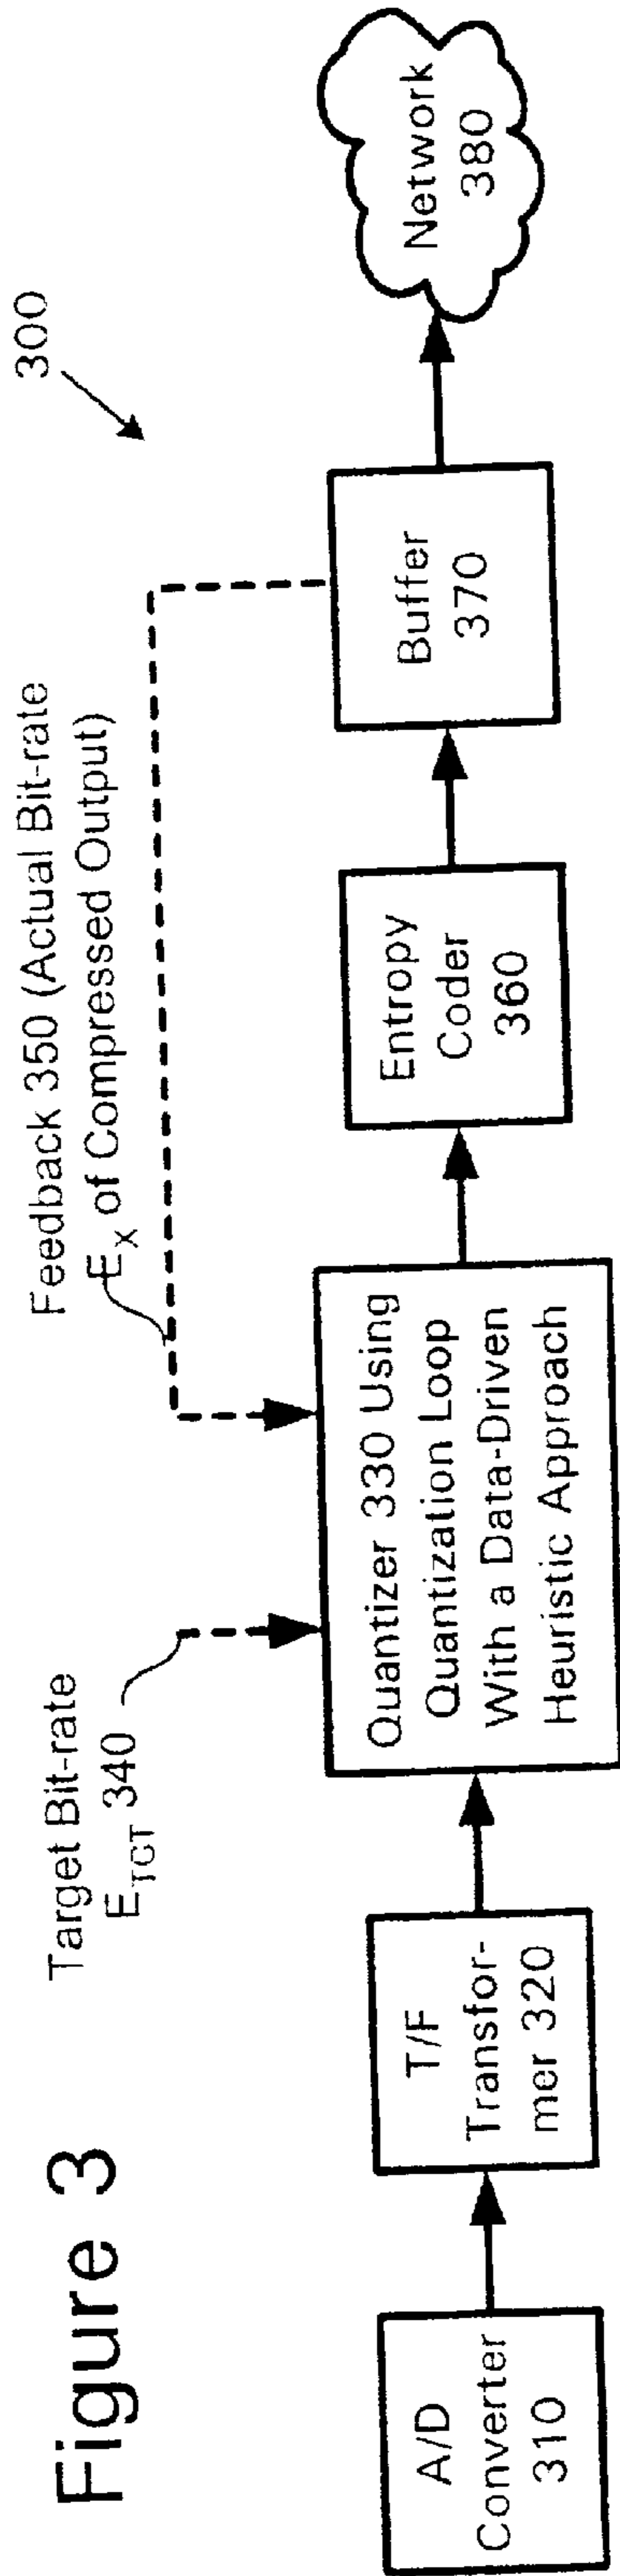 Figure 3
300
Target Bit-rate
E_TGT 340
Feedback 350 (Actual Bit-rate
E_X of Compressed Output)
A/D
Converter
310
T/F
Transfor-
mer 320
Quantizer 330 Using
Quantization Loop
With a Data-Driven
Heuristic Approach
Entropy
Coder
360
Buffer
370
Network
380